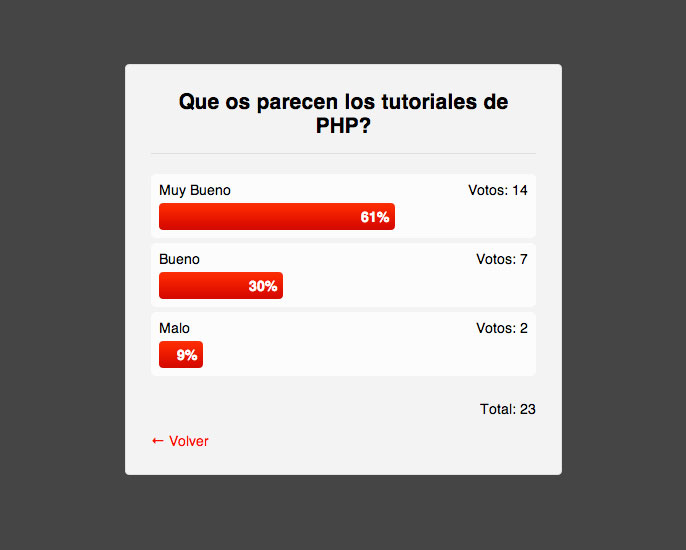 Que os parecen los tutoriales de
PHP?
Muy Bueno Votos: 14
61%
Bueno Votos: 7
30%
Malo Votos: 2
9%
Total: 23
← Volver